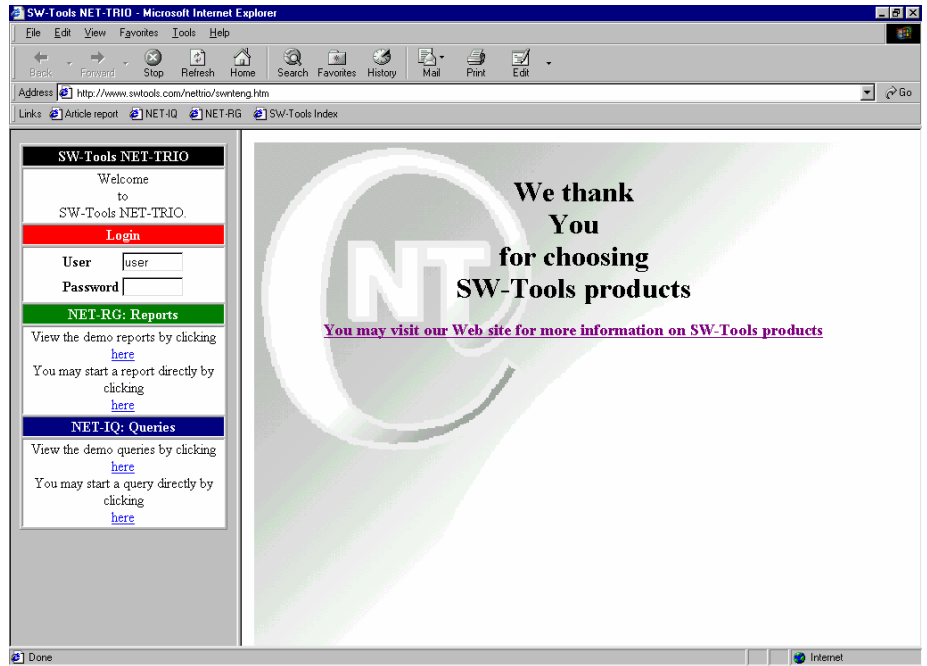 SW-Tools NET-TRIO - Microsoft Internet Explorer
File Edit View Favorites Tools Help
Back Forward Stop Refresh Home Search Favorites History Mail Print Edit
Address http://www.swtools.com/nettrio/swnteng.htm Go
Links Article report NET-IQ NET-RG SW-Tools Index
SW-Tools NET-TRIO
Welcome
to
SW-Tools NET-TRIO.
Login
User user
Password
NET-RG: Reports
View the demo reports by clicking
here
You may start a report directly by
clicking
here
NET-IQ: Queries
View the demo queries by clicking
here
You may start a query directly by
clicking
here
NT
We thank
You
for choosing
SW-Tools products
You may visit our Web site for more information on SW-Tools products
Done Internet